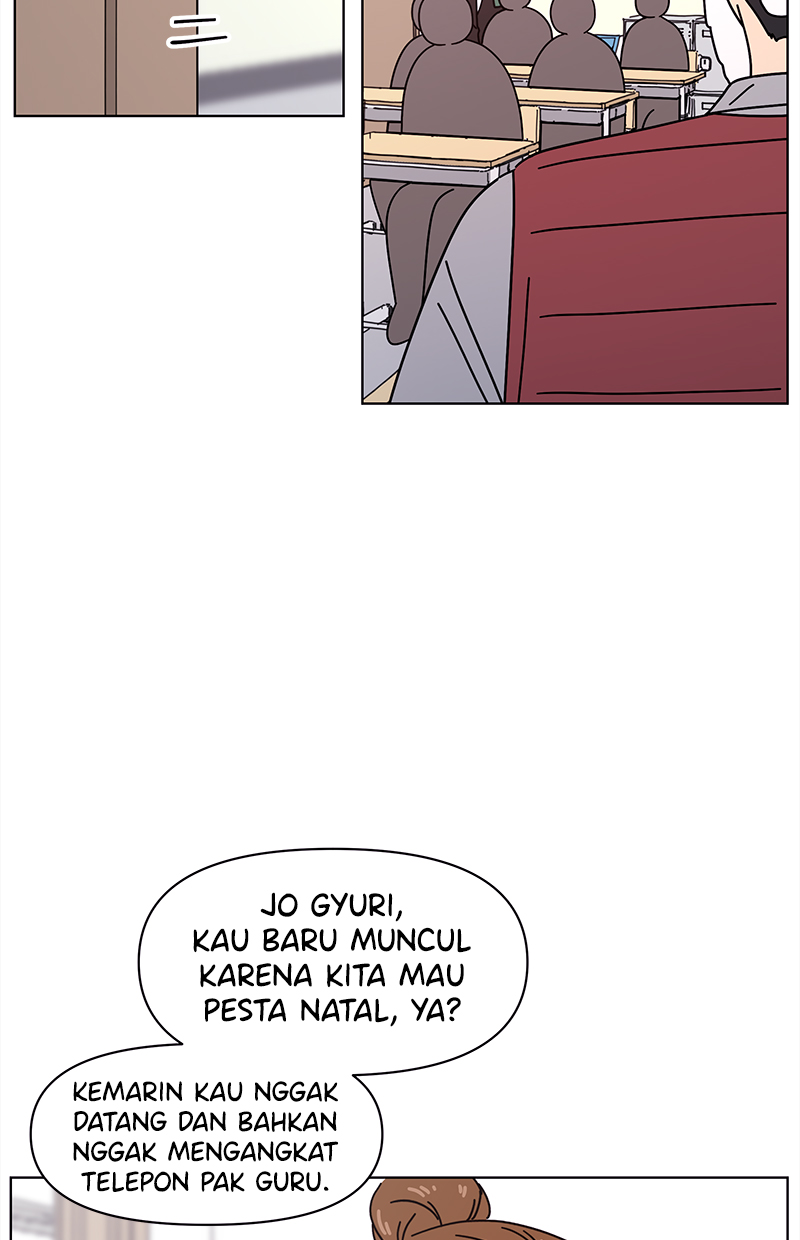 JO GYURI,
KAU BARU MUNCUL
KARENA KITA MAU
PESTA NATAL, YA?
KEMARIN KAU NGGAK
DATANG DAN BAHKAN
NGGAK MENGANGKAT
TELEPON PAK GURU.